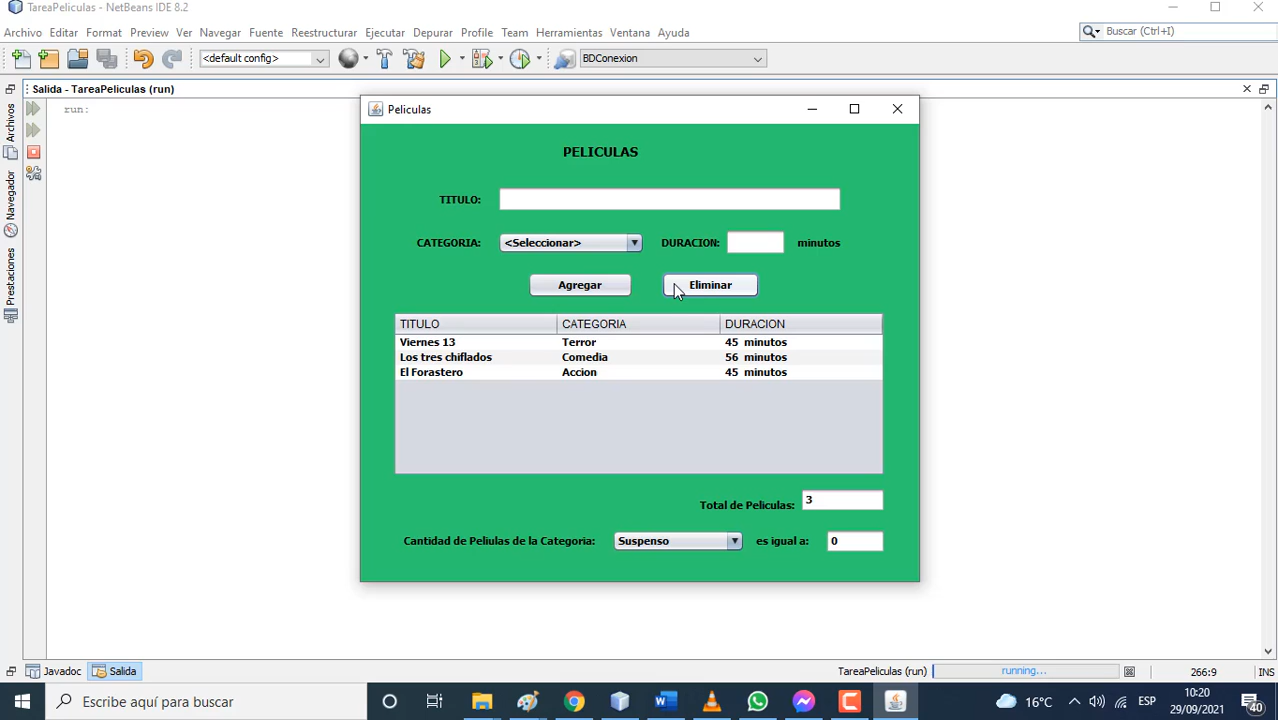 TareaPeliculas - NetBeans IDE 8.2
Archivo Editar Format Preview Ver Navegar Fuente Reestructurar Ejecutar Depurar Profile Team Herramientas Ventana Ayuda
Buscar (Ctrl+I)
<default config>
BDConexion
Salida - TareaPeliculas (run)
run:
Archivos
Navegador
Prestaciones
Peliculas
PELICULAS
TITULO:
CATEGORIA: <Seleccionar> DURACION: minutos
Agregar Eliminar
TITULO CATEGORIA DURACION
Viernes 13 Terror 45 minutos
Los tres chiflados Comedia 56 minutos
El Forastero Accion 45 minutos
Total de Peliculas: 3
Cantidad de Peliulas de la Categoria: Suspenso es igual a: 0
Javadoc Salida TareaPeliculas (run) running... 266:9 INS
Escribe aquí para buscar
16°C ESP
10:20
29/09/2021
40